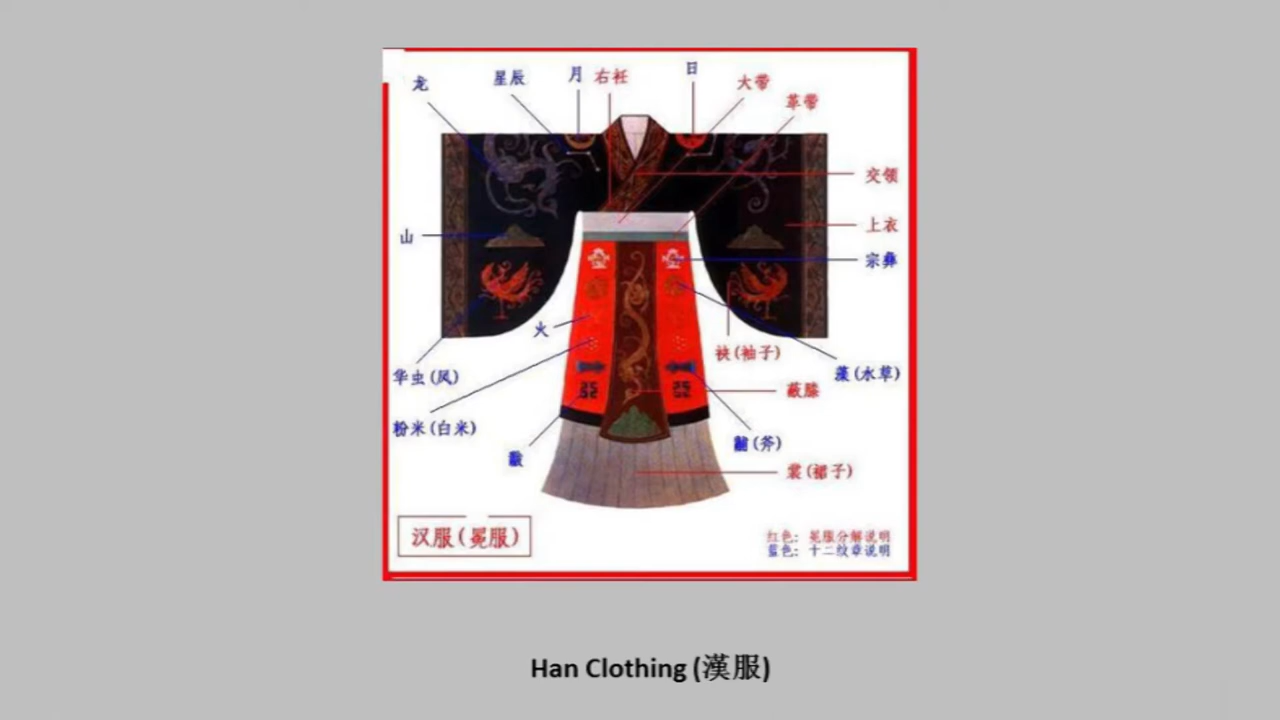 龙
星辰
月
右衽
日
大带
革带
交领
上衣
山
宗彝
火
袂(袖子)
华虫(凤)
藻(水草)
蔽膝
粉米(白米)
黼(斧)
黻
裳(裙子)
汉服(冕服)
红色: 冕服分解说明
蓝色: 十二纹章说明
Han Clothing (漢服)